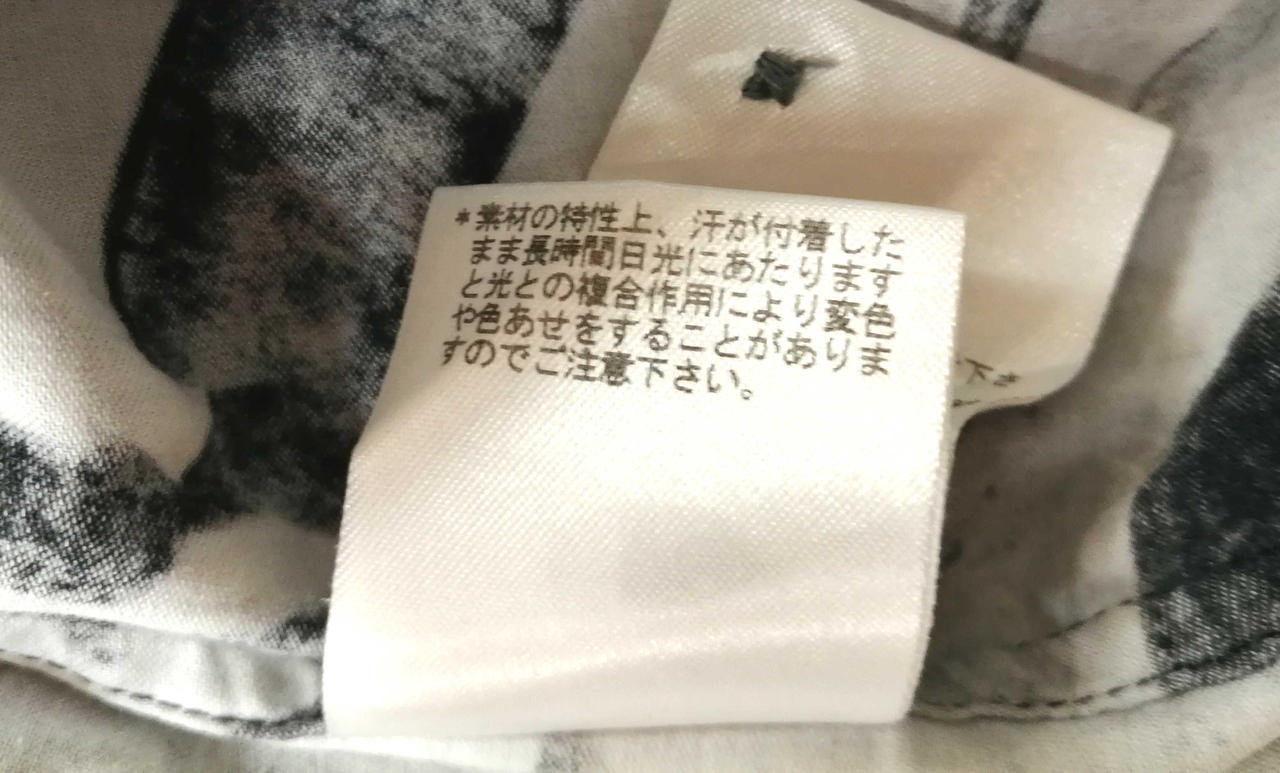 *素材の特性上、汗が付着した
まま長時間日光にあたります
と光との複合作用により変色
や色あせをすることがありま
すのでご注意下さい。
下さ